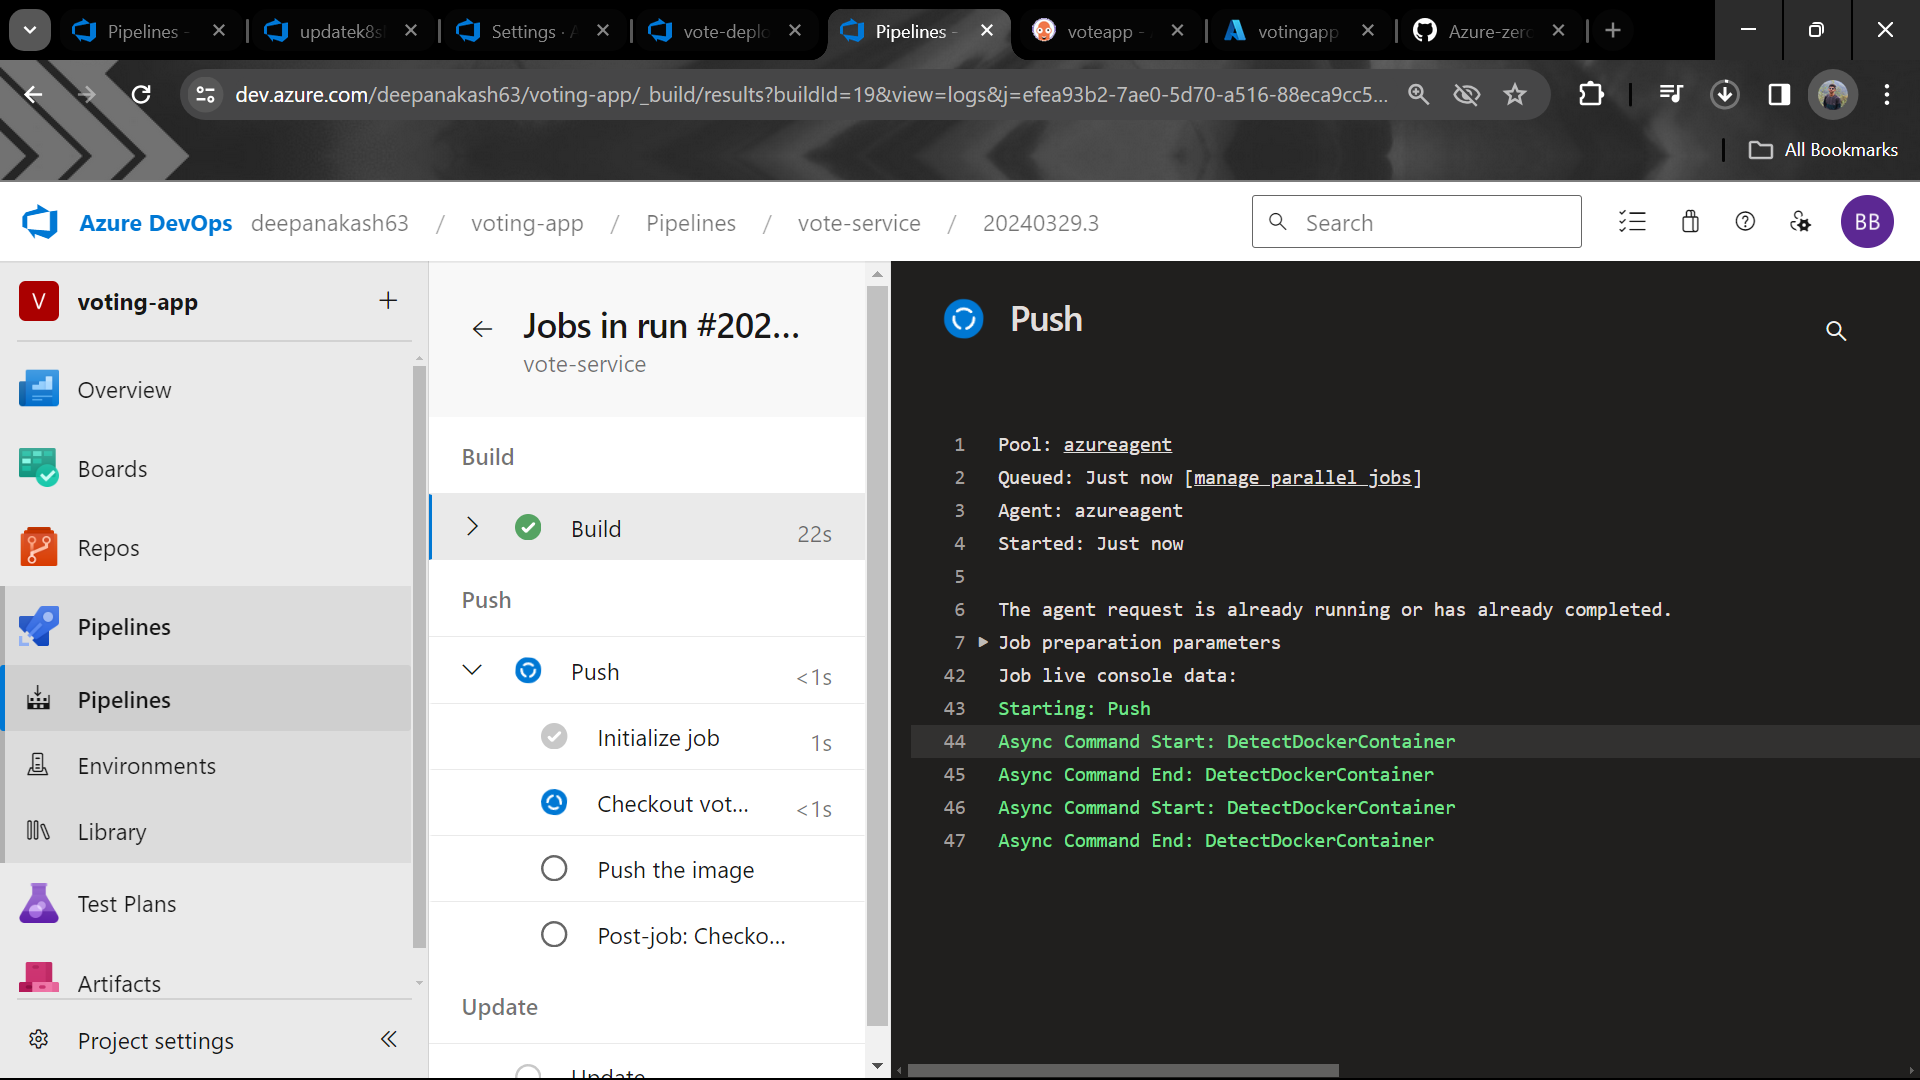 Pipelines -
updatek8s
Settings · A
vote-deplo
Pipelines -
voteapp -
votingapp
Azure-zero
dev.azure.com/deepanakash63/voting-app/_build/results?buildId=19&view=logs&j=efea93b2-7ae0-5d70-a516-88eca9cc5...
All Bookmarks
Azure DevOps deepanakash63 / voting-app / Pipelines / vote-service / 20240329.3
Search
BB
V voting-app
Overview
Boards
Repos
Pipelines
Pipelines
Environments
Library
Test Plans
Artifacts
Project settings
Jobs in run #202...
vote-service
Build
Build 22s
Push
Push <1s
Initialize job 1s
Checkout vot... <1s
Push the image
Post-job: Checko...
Update
Update
Push
1 Pool: azureagent
2 Queued: Just now [manage parallel jobs]
3 Agent: azureagent
4 Started: Just now
5
6 The agent request is already running or has already completed.
7 Job preparation parameters
42 Job live console data:
43 Starting: Push
44 Async Command Start: DetectDockerContainer
45 Async Command End: DetectDockerContainer
46 Async Command Start: DetectDockerContainer
47 Async Command End: DetectDockerContainer